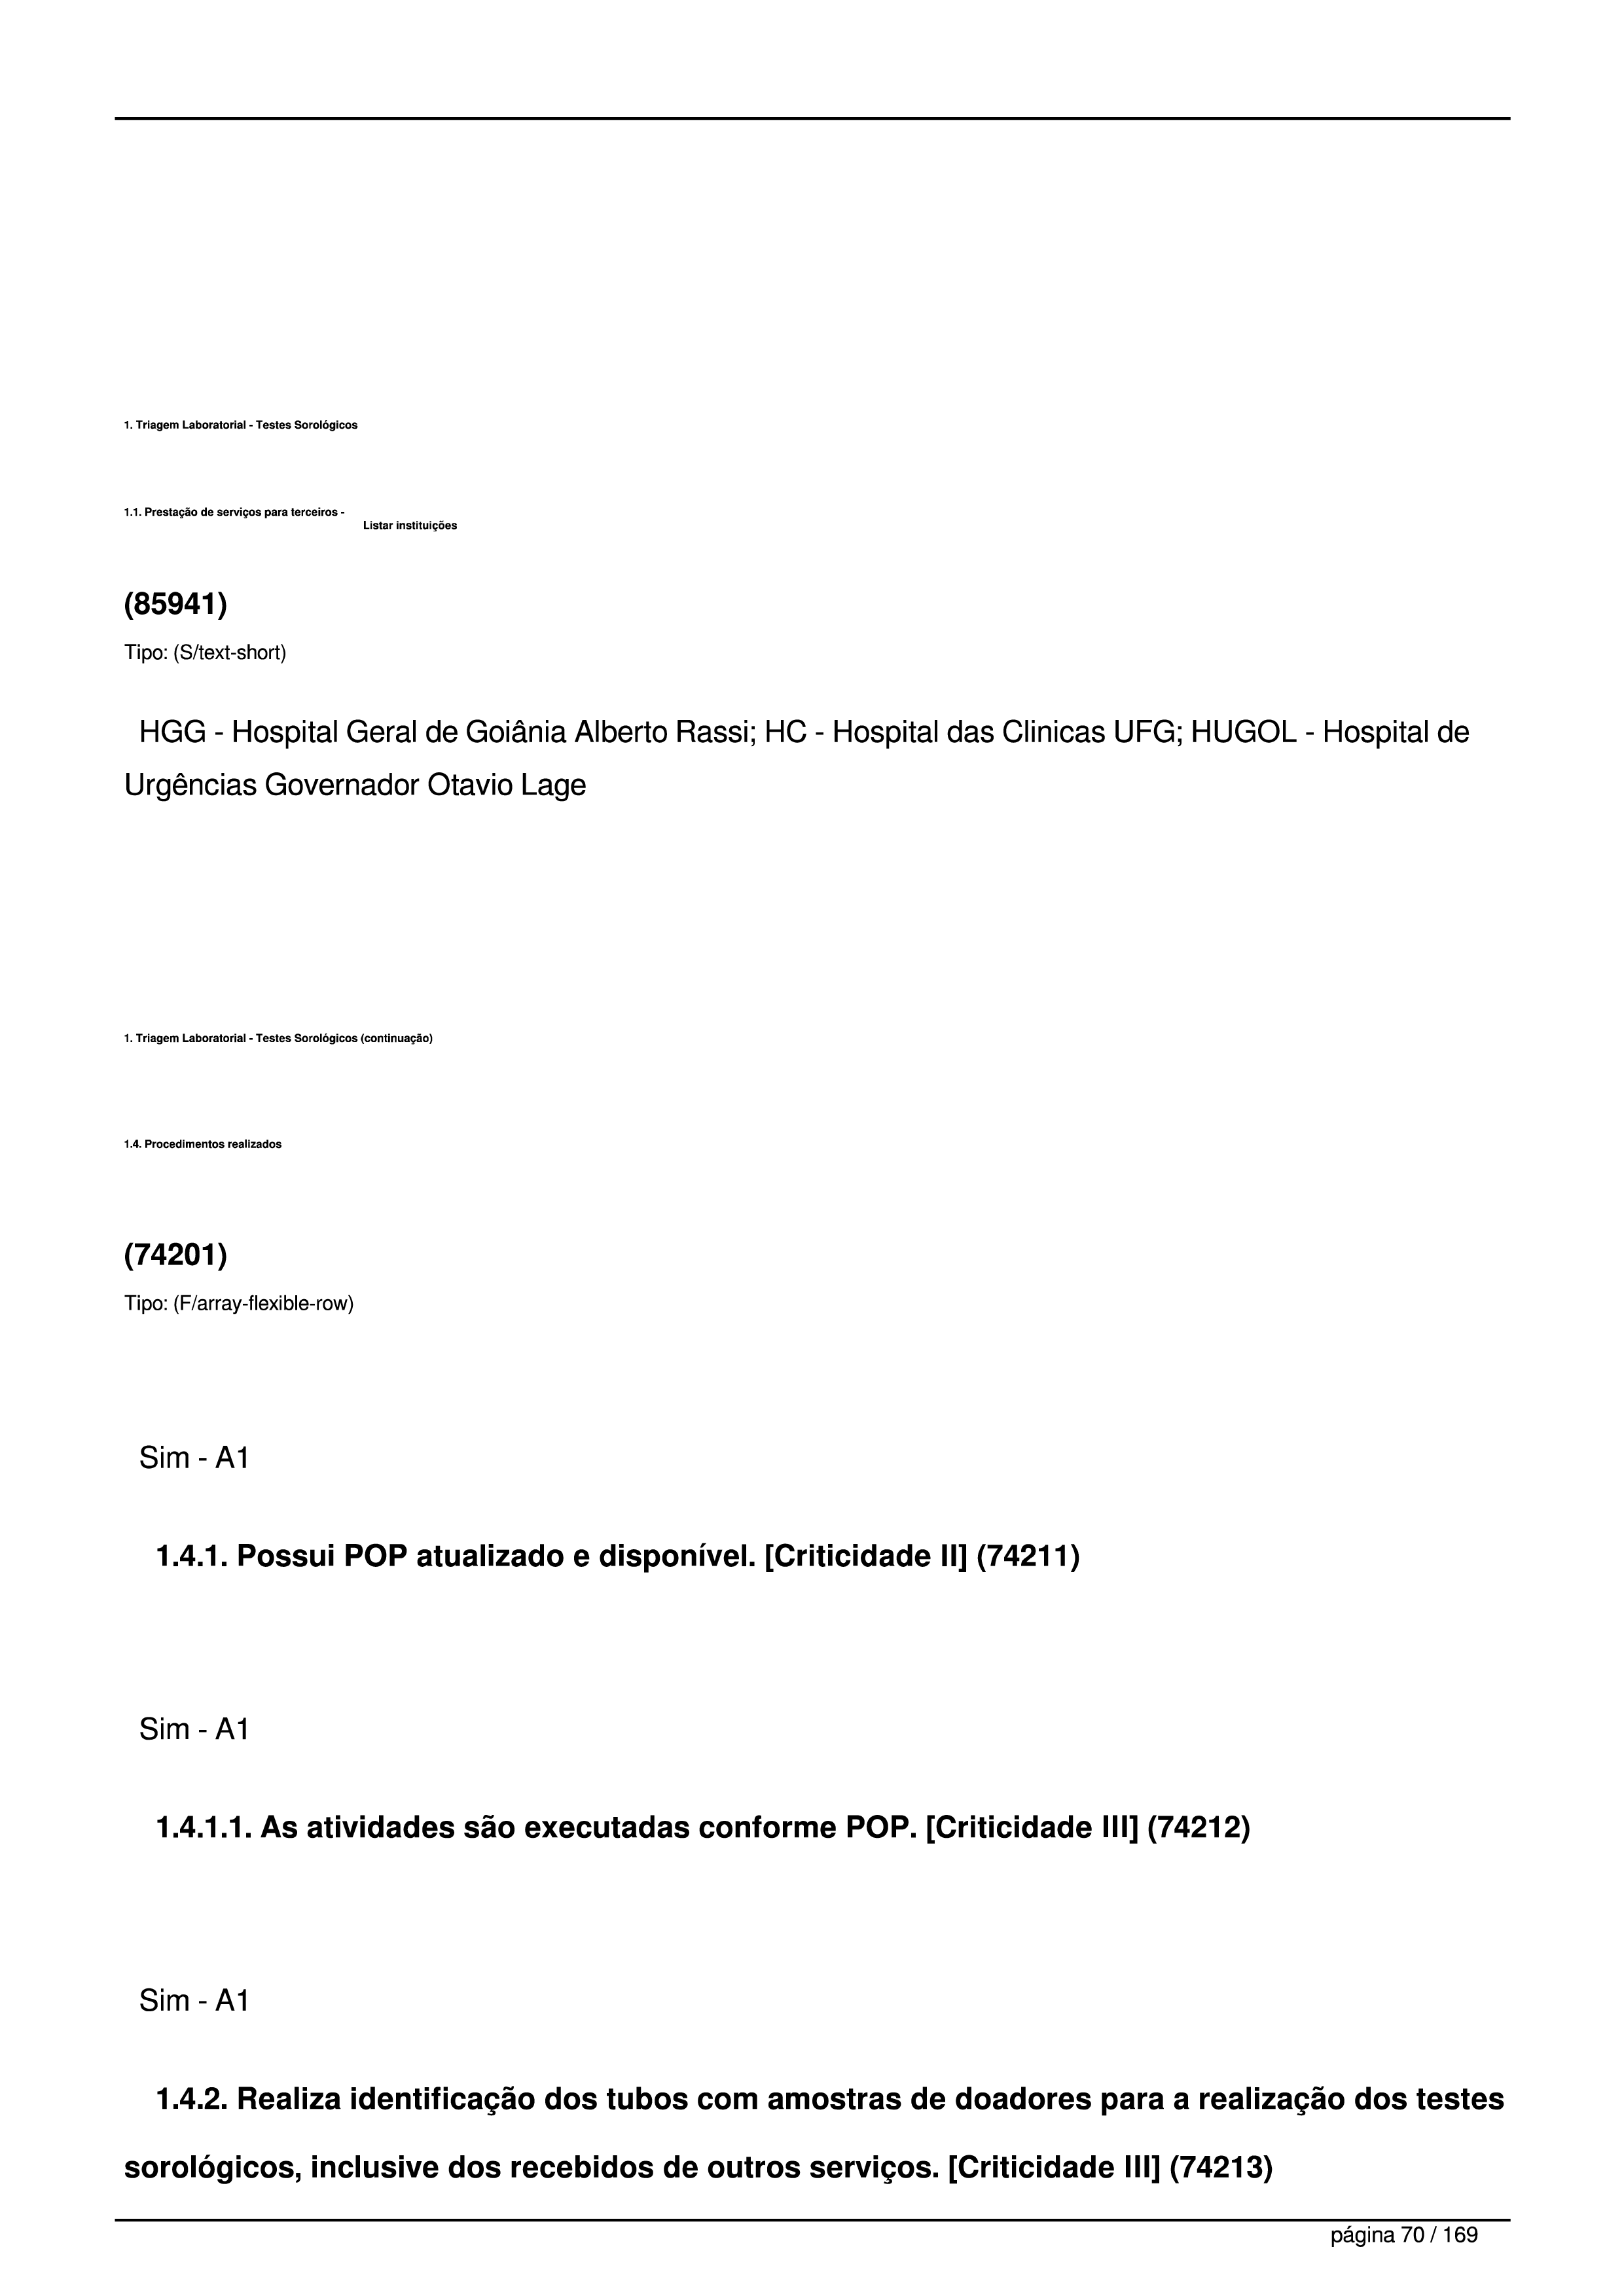 1. Triagem Laboratorial - Testes Sorológicos
1.1. Prestação de serviços para terceiros -
Listar instituições
(85941)
Tipo: (S/text-short)
HGG - Hospital Geral de Goiânia Alberto Rassi; HC - Hospital das Clinicas UFG; HUGOL - Hospital de
Urgências Governador Otavio Lage
1. Triagem Laboratorial - Testes Sorológicos (continuação)
1.4. Procedimentos realizados
(74201)
Tipo: (F/array-flexible-row)
Sim - A1
1.4.1. Possui POP atualizado e disponível. [Criticidade II] (74211)
Sim - A1
1.4.1.1. As atividades são executadas conforme POP. [Criticidade III] (74212)
Sim - A1
1.4.2. Realiza identificação dos tubos com amostras de doadores para a realização dos testes
sorológicos, inclusive dos recebidos de outros serviços. [Criticidade III] (74213)
página 70 / 169